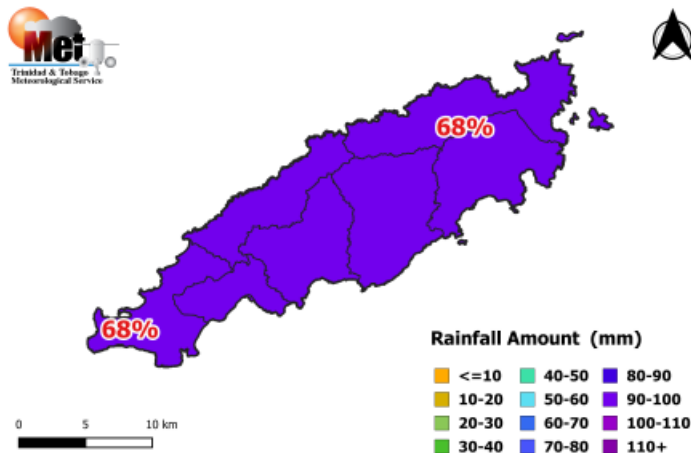 Met
Trinidad & Tobago
Meteorological Service
68%
68%
Rainfall Amount (mm)
<=10 40-50 80-90
10-20 50-60 90-100
20-30 60-70 100-110
30-40 70-80 110+
0 5 10 km